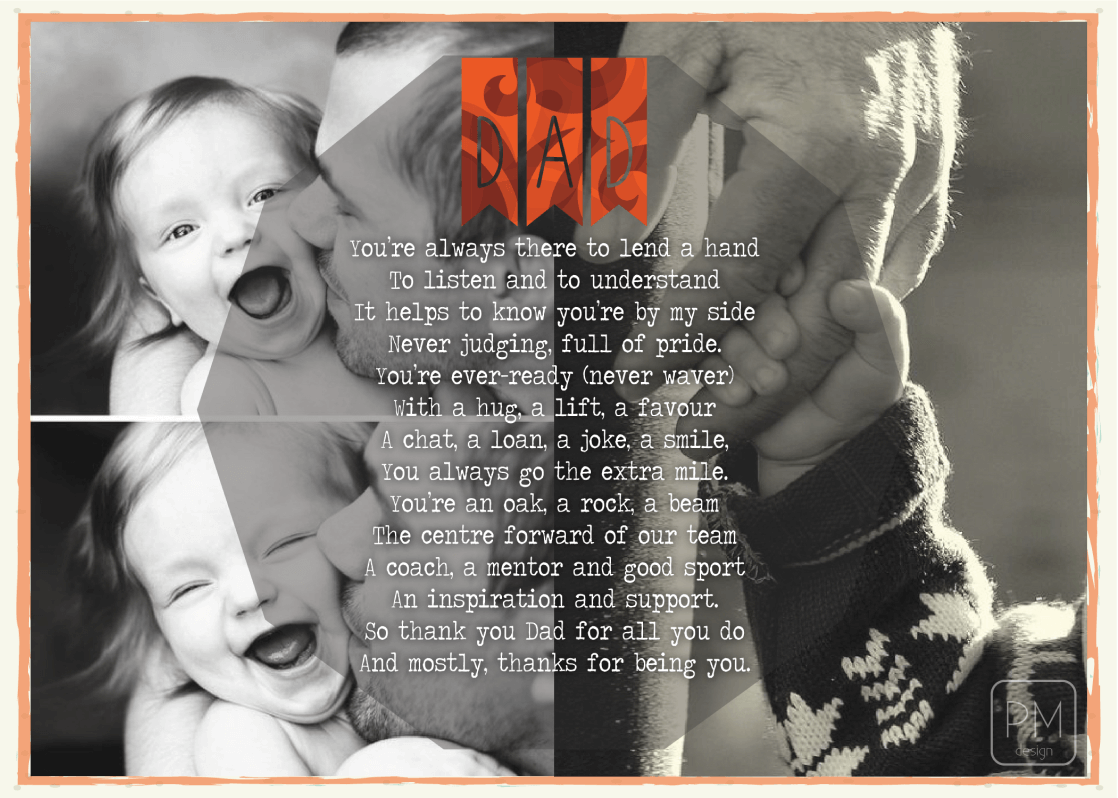 DAD
You're always there to lend a hand
To listen and to understand
It helps to know you're by my side
Never judging, full of pride.
You're ever-ready (never waver)
With a hug, a lift, a favour
A chat, a loan, a joke, a smile,
You always go the extra mile.
You're an oak, a rock, a beam
The centre forward of our team
A coach, a mentor and good sport
An inspiration and support.
So thank you Dad for all you do
And mostly, thanks for being you.
PM
design